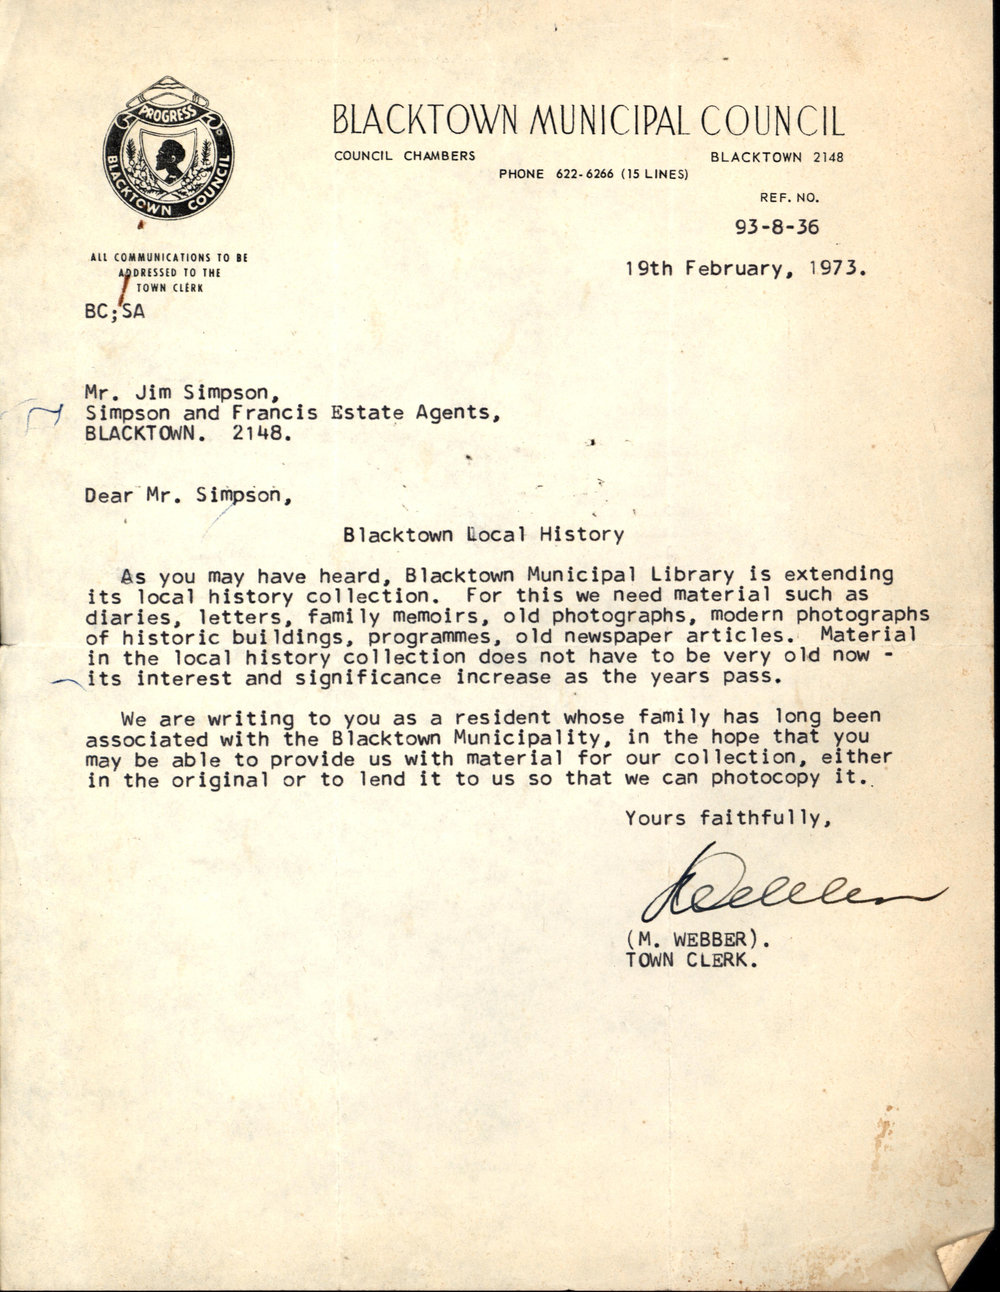 PROGRESS
BLACKTOWN COUNCIL
BLACKTOWN MUNICIPAL COUNCIL
COUNCIL CHAMBERS BLACKTOWN 2148
PHONE 622-6266 (15 LINES)
REF. NO.
93-8-36
ALL COMMUNICATIONS TO BE
ADDRESSED TO THE
TOWN CLERK
19th February, 1973.
BC;SA
Mr. Jim Simpson,
Simpson and Francis Estate Agents,
BLACKTOWN. 2148.
Dear Mr. Simpson,
Blacktown Local History
As you may have heard, Blacktown Municipal Library is extending
its local history collection. For this we need material such as
diaries, letters, family memoirs, old photographs, modern photographs
of historic buildings, programmes, old newspaper articles. Material
in the local history collection does not have to be very old now -
its interest and significance increase as the years pass.
We are writing to you as a resident whose family has long been
associated with the Blacktown Municipality, in the hope that you
may be able to provide us with material for our collection, either
in the original or to lend it to us so that we can photocopy it.
Yours faithfully,
(M. WEBBER).
TOWN CLERK.